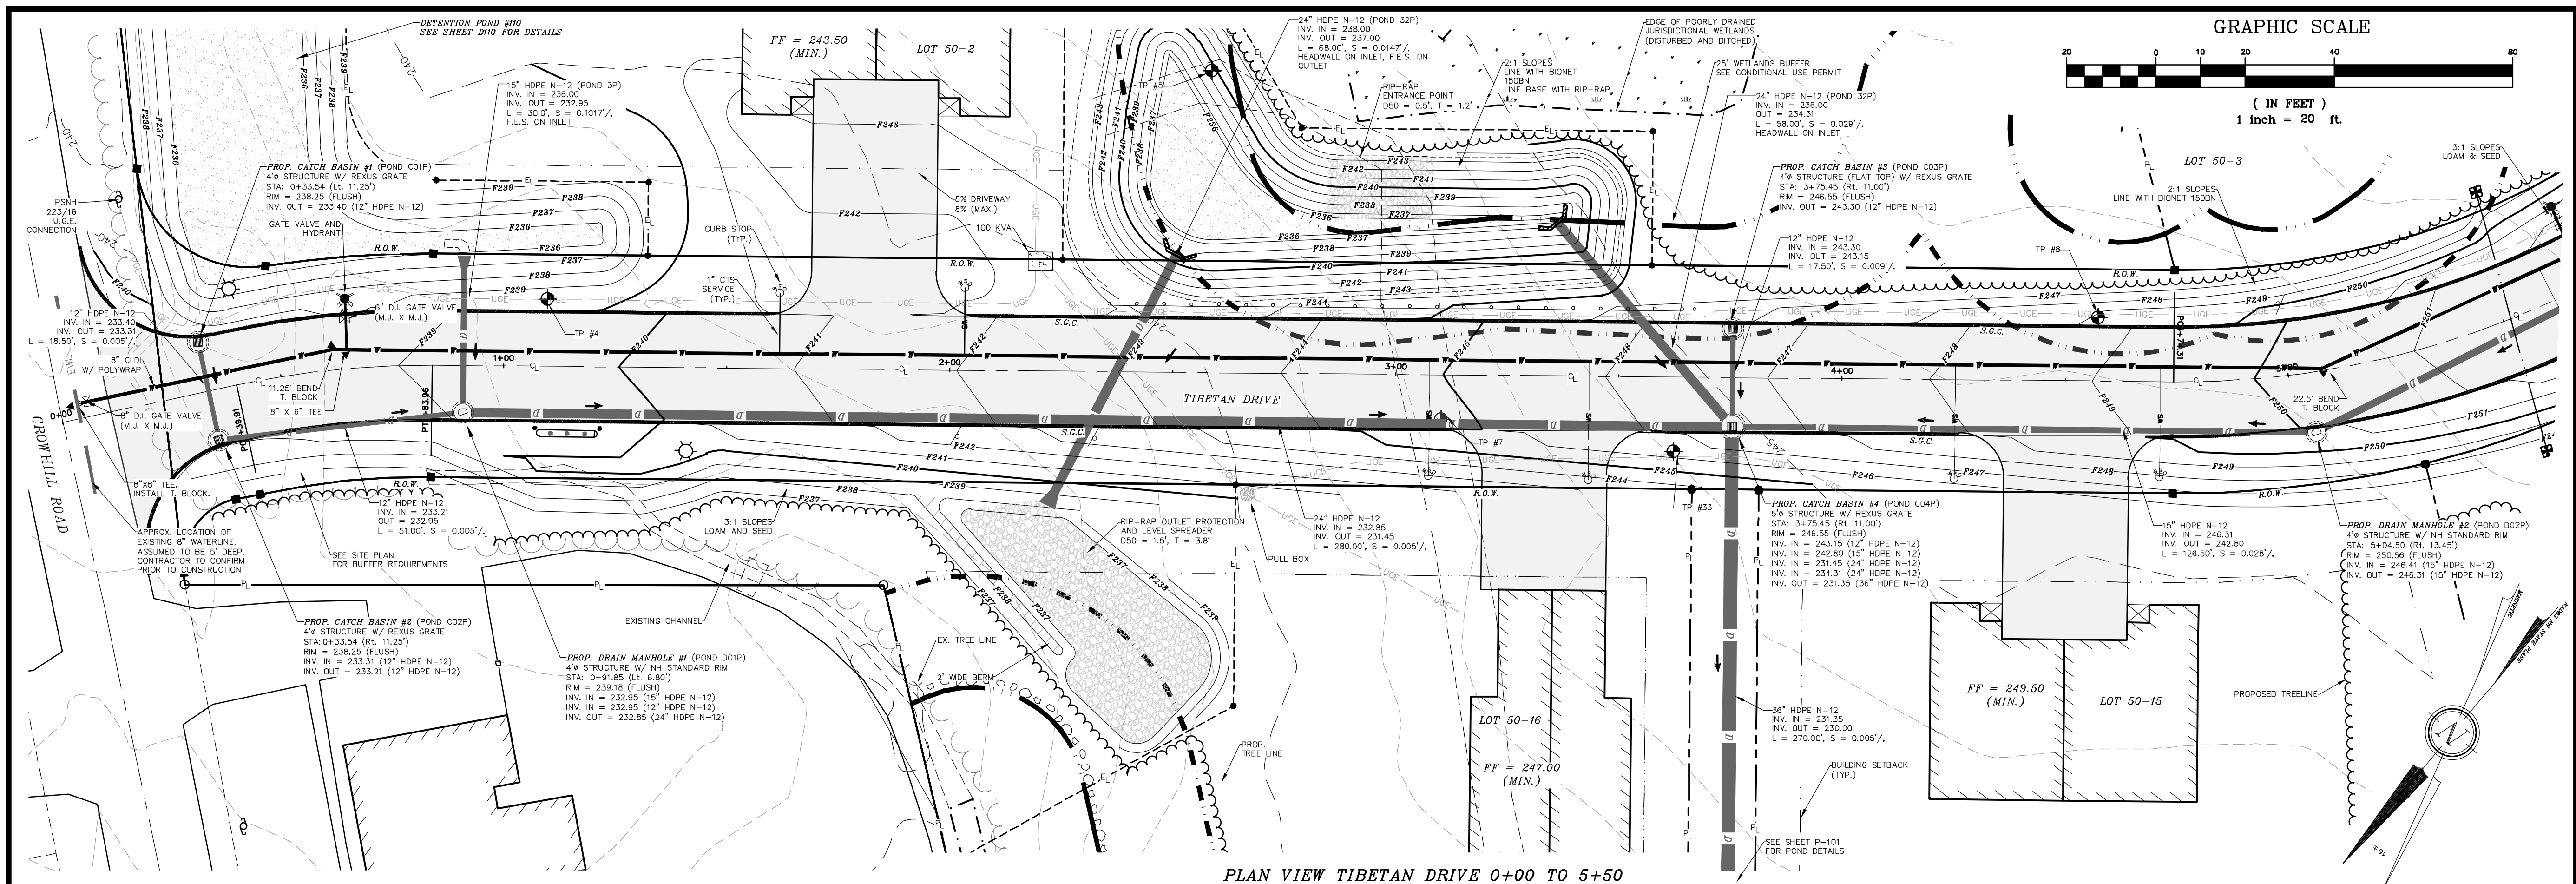 DETENTION POND #110
SEE SHEET D110 FOR DETAILS
FF = 243.50
(MIN.)
LOT 50-2
24" HDPE N-12 (POND 32P)
INV. IN = 238.00
INV. OUT = 237.00
L = 68.00', S = 0.0147'/,
HEADWALL ON INLET, F.E.S. ON
OUTLET
EDGE OF POORLY DRAINED
JURISDICTIONAL WETLANDS
(DISTURBED AND DITCHED)
GRAPHIC SCALE
20 0 10 20 40 80
( IN FEET )
1 inch = 20 ft.
15" HDPE N-12 (POND 3P)
INV. IN = 236.00
INV. OUT = 232.95
L = 30.0', S = 0.1017'/,
F.E.S. ON INLET
2:1 SLOPES
LINE WITH BIONET
150BN
LINE BASE WITH RIP-RAP
RIP-RAP
ENTRANCE POINT
D50 = 0.5', T = 1.2'
25' WETLANDS BUFFER
SEE CONDITIONAL USE PERMIT
24" HDPE N-12 (POND 32P)
INV. IN = 236.00
OUT = 234.31
L = 58.00', S = 0.029'/,
HEADWALL ON INLET
TP #5
LOT 50-3
3:1 SLOPES
LOAM & SEED
2:1 SLOPES
LINE WITH BIONET 150BN
PROP. CATCH BASIN #1 (POND C01P)
4'ø STRUCTURE W/ REXUS GRATE
STA: 0+33.54 (Lt. 11.25')
RIM = 238.25 (FLUSH)
INV. OUT = 233.40 (12" HDPE N-12)
PROP. CATCH BASIN #3 (POND C03P)
4'ø STRUCTURE (FLAT TOP) W/ REXUS GRATE
STA: 3+75.45 (Rt. 11.00')
RIM = 246.55 (FLUSH)
INV. OUT = 243.30 (12" HDPE N-12)
PSNH
223/16
U.G.E.
CONNECTION
GATE VALVE AND
HYDRANT
5% DRIVEWAY
8% (MAX.)
100 KVA
CURB STOP
(TYP.)
1" CTS
SERVICE
(TYP.)
12" HDPE N-12
INV. IN = 243.30
INV. OUT = 243.15
L = 17.50', S = 0.009'/,
TP #8
R.O.W.
R.O.W.
R.O.W.
12" HDPE N-12
INV. IN = 233.40
INV. OUT = 233.31
L = 18.50', S = 0.005'/,
6" D.I. GATE VALVE
(M.J. X M.J.)
TP #4
S.G.C.
S.G.C.
8" CLDI
W/ POLYWRAP
11.25° BEND
T. BLOCK
8" X 6" TEE
8" D.I. GATE VALVE
(M.J. X M.J.)
0+00
1+00
2+00
3+00
4+00
TIBETAN DRIVE
22.5° BEND
T. BLOCK
CROWHILL ROAD
S.G.C.
S.G.C.
TP #7
8"X8" TEE.
INSTALL T. BLOCK.
R.O.W.
R.O.W.
R.O.W.
12" HDPE N-12
INV. IN = 233.21
OUT = 232.95
L = 51.00', S = 0.005'/,
3:1 SLOPES
LOAM AND SEED
RIP-RAP OUTLET PROTECTION
AND LEVEL SPREADER
D50 = 1.5', T = 3.8'
24" HDPE N-12
INV. IN = 232.85
INV. OUT = 231.45
L = 280.00', S = 0.005'/,
PULL BOX
TP #33
PROP. CATCH BASIN #4 (POND C04P)
5'ø STRUCTURE W/ REXUS GRATE
STA: 3+75.45 (Rt. 11.00')
RIM = 246.55 (FLUSH)
INV. IN = 243.15 (12" HDPE N-12)
INV. IN = 242.80 (15" HDPE N-12)
INV. IN = 231.45 (24" HDPE N-12)
INV. IN = 234.31 (24" HDPE N-12)
INV. OUT = 231.35 (36" HDPE N-12)
15" HDPE N-12
INV. IN = 246.31
INV. OUT = 242.80
L = 126.50', S = 0.028'/,
PROP. DRAIN MANHOLE #2 (POND D02P)
4'ø STRUCTURE W/ NH STANDARD RIM
STA: 5+04.50 (Rt. 13.45')
RIM = 250.56 (FLUSH)
INV. IN = 246.41 (15" HDPE N-12)
INV. OUT = 246.31 (15" HDPE N-12)
APPROX. LOCATION OF
EXISTING 8" WATERLINE.
ASSUMED TO BE 5' DEEP.
CONTRACTOR TO CONFIRM
PRIOR TO CONSTRUCTION
SEE SITE PLAN
FOR BUFFER REQUIREMENTS
EXISTING CHANNEL
EX. TREE LINE
2' WIDE BERM
PROP. CATCH BASIN #2 (POND C02P)
4'ø STRUCTURE W/ REXUS GRATE
STA: 0+33.54 (Rt. 11.25')
RIM = 238.25 (FLUSH)
INV. IN = 233.31 (12" HDPE N-12)
INV. OUT = 233.21 (12" HDPE N-12)
PROP. DRAIN MANHOLE #1 (POND D01P)
4'ø STRUCTURE W/ NH STANDARD RIM
STA: 0+91.85 (Lt. 6.80')
RIM = 239.18 (FLUSH)
INV. IN = 232.95 (15" HDPE N-12)
INV. IN = 232.95 (12" HDPE N-12)
INV. OUT = 232.85 (24" HDPE N-12)
PROP.
TREE LINE
LOT 50-16
FF = 247.00
(MIN.)
36" HDPE N-12
INV. IN = 231.35
INV. OUT = 230.00
L = 270.00', S = 0.005'/,
BUILDING SETBACK
(TYP.)
FF = 249.50
(MIN.)
LOT 50-15
PROPOSED TREELINE
MAGNETIC
NAD83 NH STATE PLANE
N
SEE SHEET P-101
FOR POND DETAILS
PLAN VIEW TIBETAN DRIVE 0+00 TO 5+50